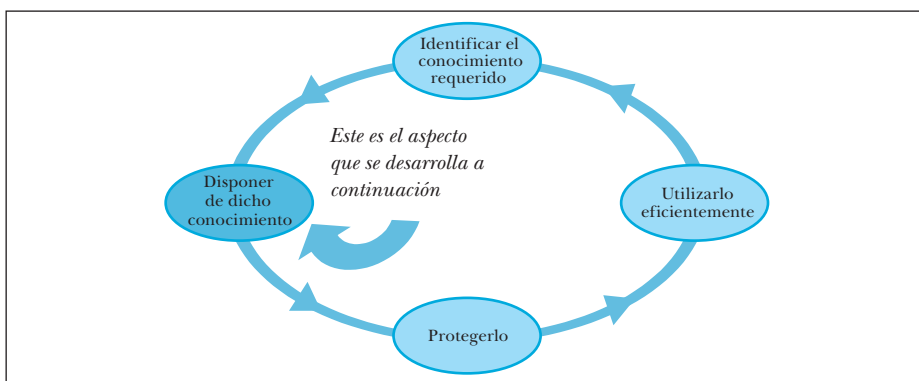 Identificar el
conocimiento
requerido
Este es el aspecto
que se desarrolla a
continuación
Disponer
de dicho
conocimiento
Utilizarlo
eficientemente
Protegerlo